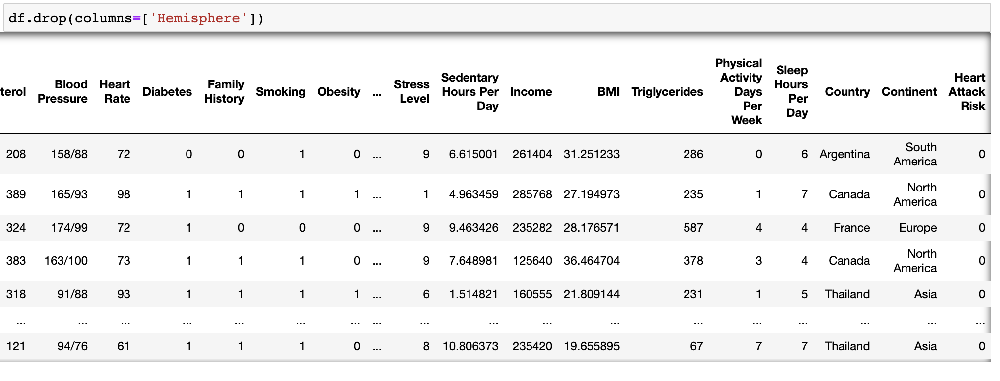 df.drop(columns=['Hemisphere'])
terol Blood Pressure Heart Rate Diabetes Family History Smoking Obesity ... Stress Level Sedentary Hours Per Day Income BMI Triglycerides Physical Activity Days Per Week Sleep Hours Per Day Country Continent Heart Attack Risk
208 158/88 72 0 0 1 0 ... 9 6.615001 261404 31.251233 286 0 6 Argentina South America 0
389 165/93 98 1 1 1 1 ... 1 4.963459 285768 27.194973 235 1 7 Canada North America 0
324 174/99 72 1 0 0 0 ... 9 9.463426 235282 28.176571 587 4 4 France Europe 0
383 163/100 73 1 1 1 0 ... 9 7.648981 125640 36.464704 378 3 4 Canada North America 0
318 91/88 93 1 1 1 1 ... 6 1.514821 160555 21.809144 231 1 5 Thailand Asia 0
... ... ... ... ... ... ... ... ... ... ... ... ... ... ... ... ... ...
121 94/76 61 1 1 1 0 ... 8 10.806373 235420 19.655895 67 7 7 Thailand Asia 0